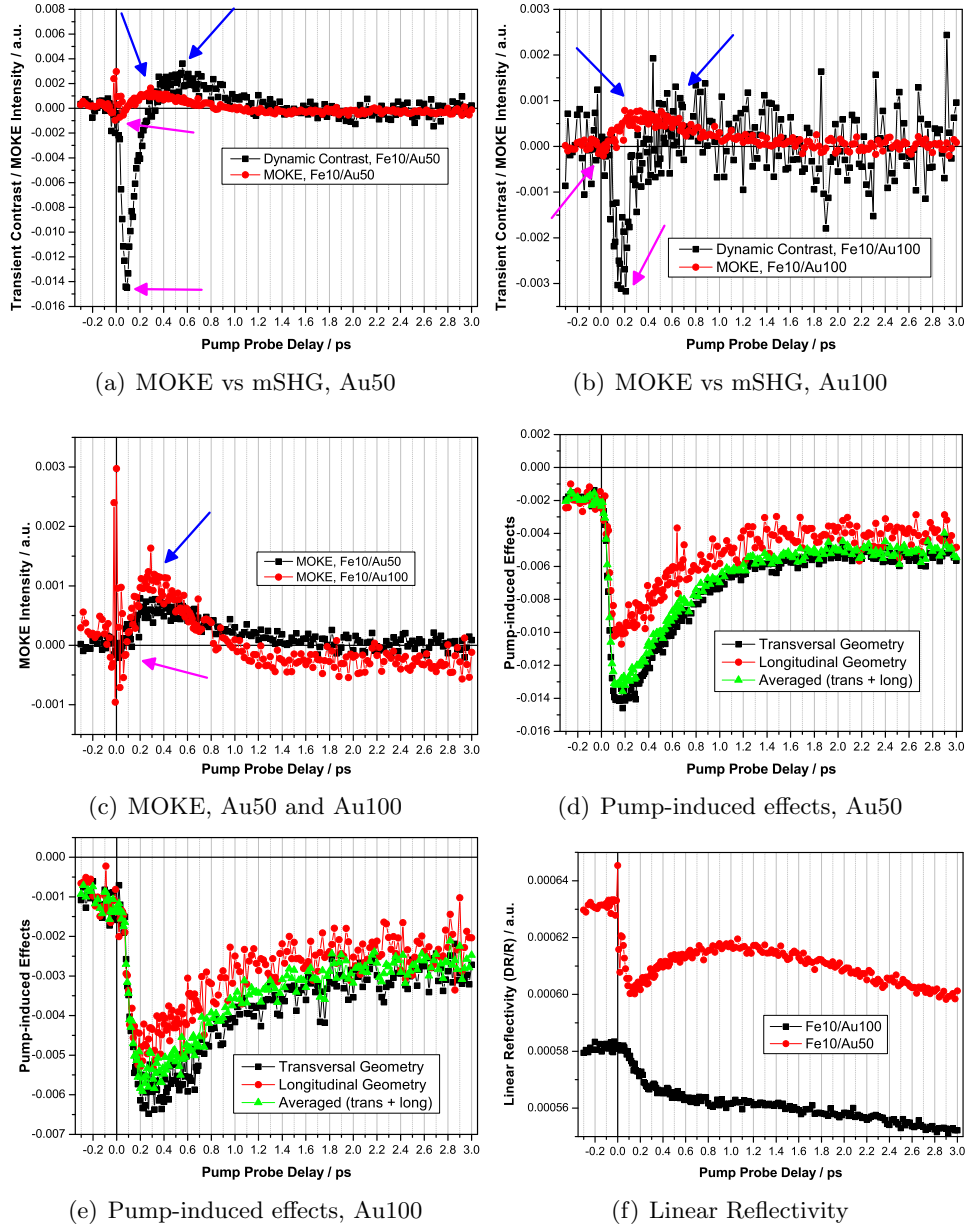 0.008
0.006
0.004
0.002
0.000
-0.002
-0.004
-0.006
-0.008
-0.010
-0.012
-0.014
-0.016
Transient Contrast / MOKE Intensity / a.u.
Dynamic Contrast, Fe10/Au50
MOKE, Fe10/Au50
-0.2 0.0 0.2 0.4 0.6 0.8 1.0 1.2 1.4 1.6 1.8 2.0 2.2 2.4 2.6 2.8 3.0
Pump Probe Delay / ps
(a) MOKE vs mSHG, Au50
0.003
0.002
0.001
0.000
-0.001
-0.002
-0.003
Transient Contrast / MOKE Intensity / a.u.
Dynamic Contrast, Fe10/Au100
MOKE, Fe10/Au100
-0.2 0.0 0.2 0.4 0.6 0.8 1.0 1.2 1.4 1.6 1.8 2.0 2.2 2.4 2.6 2.8 3.0
Pump Probe Delay / ps
(b) MOKE vs mSHG, Au100
0.003
0.002
0.001
0.000
-0.001
MOKE Intensity / a.u.
MOKE, Fe10/Au50
MOKE, Fe10/Au100
-0.2 0.0 0.2 0.4 0.6 0.8 1.0 1.2 1.4 1.6 1.8 2.0 2.2 2.4 2.6 2.8 3.0
Pump Probe Delay / ps
(c) MOKE, Au50 and Au100
0.002
0.000
-0.002
-0.004
-0.006
-0.008
-0.010
-0.012
-0.014
-0.016
Pump-induced Effects
Transversal Geometry
Longitudinal Geometry
Averaged (trans + long)
-0.2 0.0 0.2 0.4 0.6 0.8 1.0 1.2 1.4 1.6 1.8 2.0 2.2 2.4 2.6 2.8 3.0
Pump Probe Delay / ps
(d) Pump-induced effects, Au50
0.000
-0.001
-0.002
-0.003
-0.004
-0.005
-0.006
-0.007
Pump-induced Effects
Transversal Geometry
Longitudinal Geometry
Averaged (trans + long)
-0.2 0.0 0.2 0.4 0.6 0.8 1.0 1.2 1.4 1.6 1.8 2.0 2.2 2.4 2.6 2.8 3.0
Pump Probe Delay / ps
(e) Pump-induced effects, Au100
0.00064
0.00062
0.00060
0.00058
0.00056
Linear Reflectivity (DR/R) / a.u.
Fe10/Au100
Fe10/Au50
-0.2 0.0 0.2 0.4 0.6 0.8 1.0 1.2 1.4 1.6 1.8 2.0 2.2 2.4 2.6 2.8 3.0
Pump Probe Delay / ps
(f) Linear Reflectivity